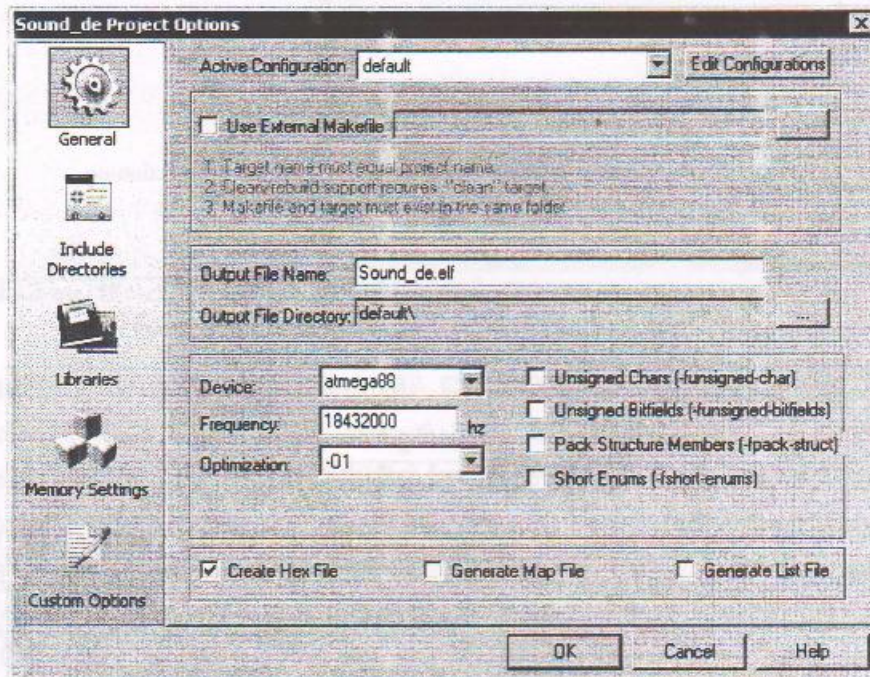 Sound_de Project Options
General
Include
Directories
Libraries
Memory Settings
Custom Options
Active Configuration default Edit Configurations
Use External Makefile ...
1. Target name must equal project name.
2. Clean/rebuild support requires "clean" target.
3. Makefile and target must exist in the same folder.
Output File Name: Sound_de.elf
Output File Directory: default\ ...
Device: atmega88
Frequency: 18432000 hz
Optimization: -O1
Unsigned Chars (-funsigned-char)
Unsigned Bitfields (-funsigned-bitfields)
Pack Structure Members (-fpack-struct)
Short Enums (-fshort-enums)
Create Hex File Generate Map File Generate List File
OK Cancel Help